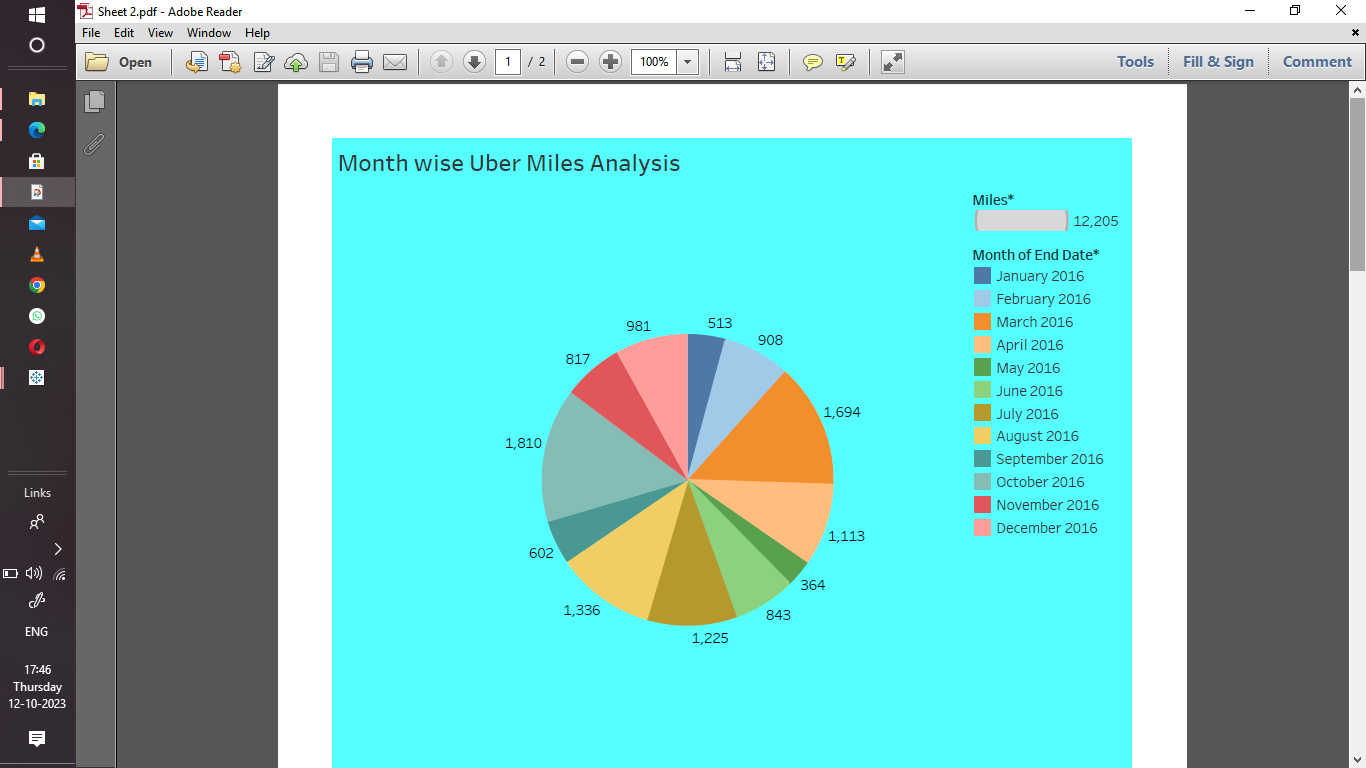 Sheet 2.pdf - Adobe Reader
File Edit View Window Help
Open
1 / 2
100%
Tools
Fill & Sign
Comment
Month wise Uber Miles Analysis
Miles*
12,205
Month of End Date*
January 2016
February 2016
March 2016
April 2016
May 2016
June 2016
July 2016
August 2016
September 2016
October 2016
November 2016
December 2016
513
908
1,694
1,113
364
843
1,225
1,336
602
1,810
817
981
Links
ENG
17:46
Thursday
12-10-2023